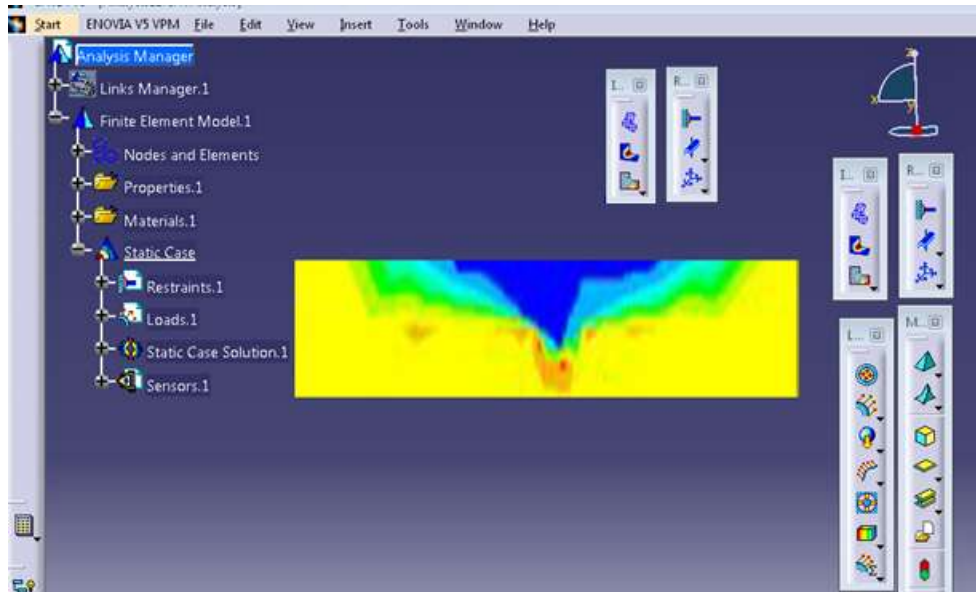 Start ENOVIA V5 VPM File Edit View Insert Tools Window Help
Analysis Manager
Links Manager.1
Finite Element Model.1
Nodes and Elements
Properties.1
Materials.1
Static Case
Restraints.1
Loads.1
Static Case Solution.1
Sensors.1
I... R...
I... R...
L... M...